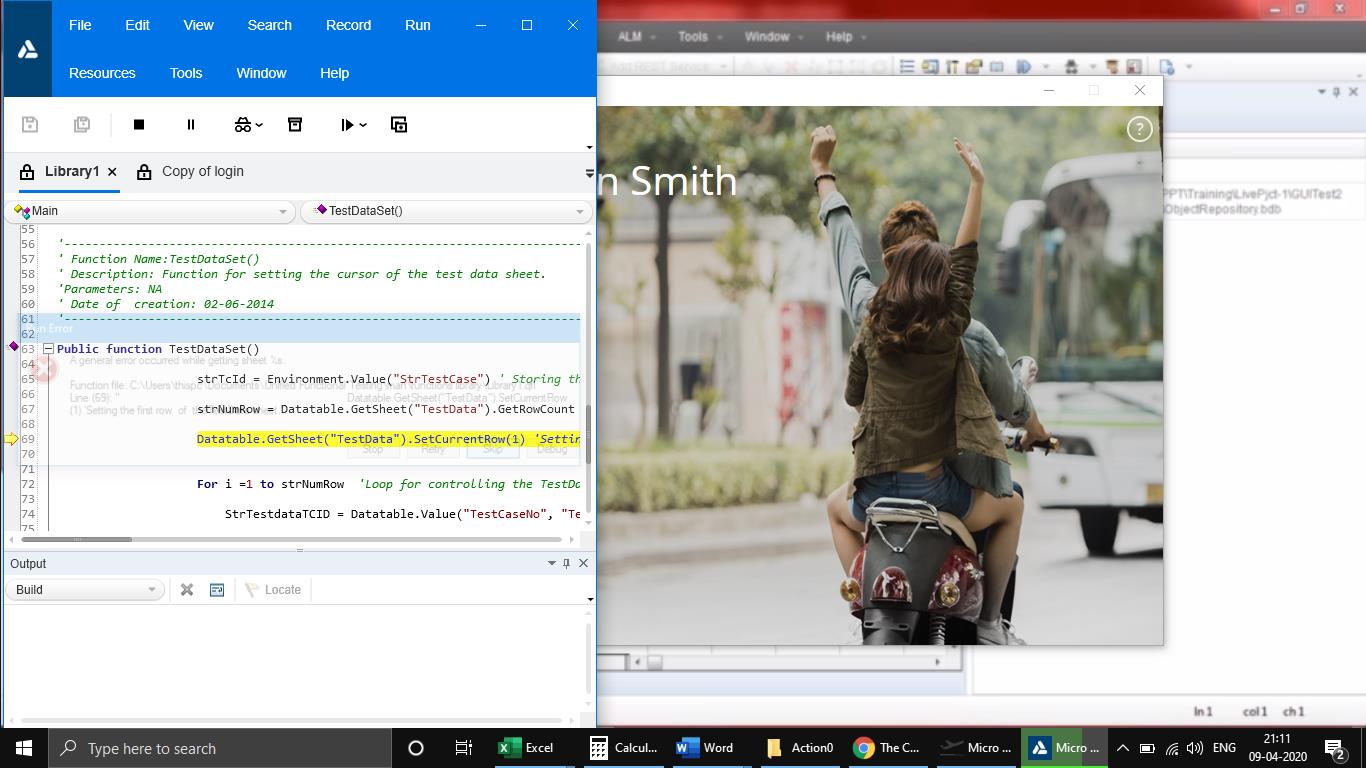 File Edit View Search Record Run
Resources Tools Window Help
ALM Tools Window Help
Add REST Service
Library1 Copy of login
Main
TestDataSet()
n Smith
?
PPT\Training\LivePjct-1\GUITest2
ObjectRepository.bdb
55
56 '--------------------------------------------------------------------------
57 ' Function Name:TestDataSet()
58 ' Description: Function for setting the cursor of the test data sheet.
59 'Parameters: NA
60 ' Date of creation: 02-06-2014
61 '--------------------------------------------------------------------------
62
n Error
63 Public function TestDataSet()
64
A general error occurred while getting sheet %s.
65 strTcId = Environment.Value("StrTestCase") ' Storing th
66
Line (69): "
Datatable.GetSheet("TestData").SetCurrentRow
67 strNumRow = Datatable.GetSheet("TestData").GetRowCount
(1) 'Setting the first row of
68
69 Datatable.GetSheet("TestData").SetCurrentRow(1) 'Settin
70
Stop Retry Skip Debug
71
72 For i =1 to strNumRow 'Loop for controlling the TestDa
73
74 StrTestdataTCID = Datatable.Value("TestCaseNo", "Te
75
Output
Build
Locate
ln 1 col 1 ch 1
Type here to search
Excel
Calcul...
Word
Action0
The C...
Micro ...
Micro ...
ENG
21:11
09-04-2020
2